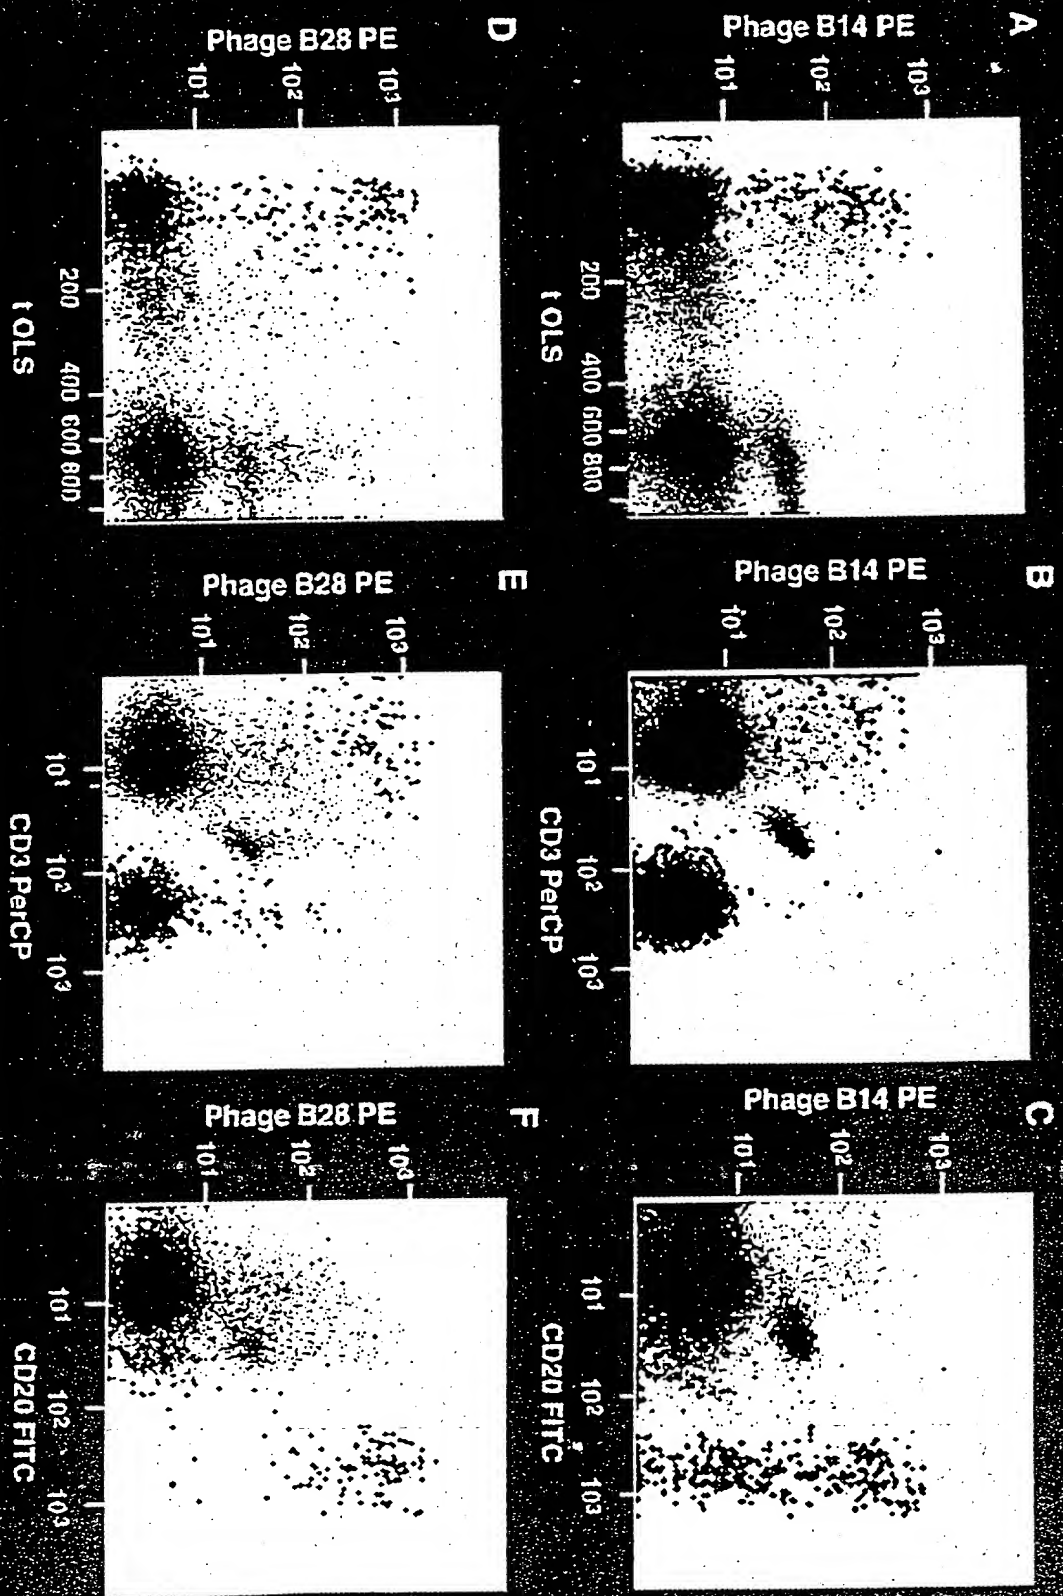 A
Phage B14 PE
10³
10²
10¹
200 400 600 800
t OLS
B
Phage B14 PE
10³
10²
10¹
10¹ 10² 10³
CD3 PerCP
C
Phage B14 PE
10³
10²
10¹
10¹ 10² 10³
CD20 FITC
D
Phage B28 PE
10³
10²
10¹
200 400 600 800
t OLS
E
Phage B28 PE
10³
10²
10¹
10¹ 10² 10³
CD3 PerCP
F
Phage B28 PE
10³
10²
10¹
10¹ 10² 10³
CD20 FITC